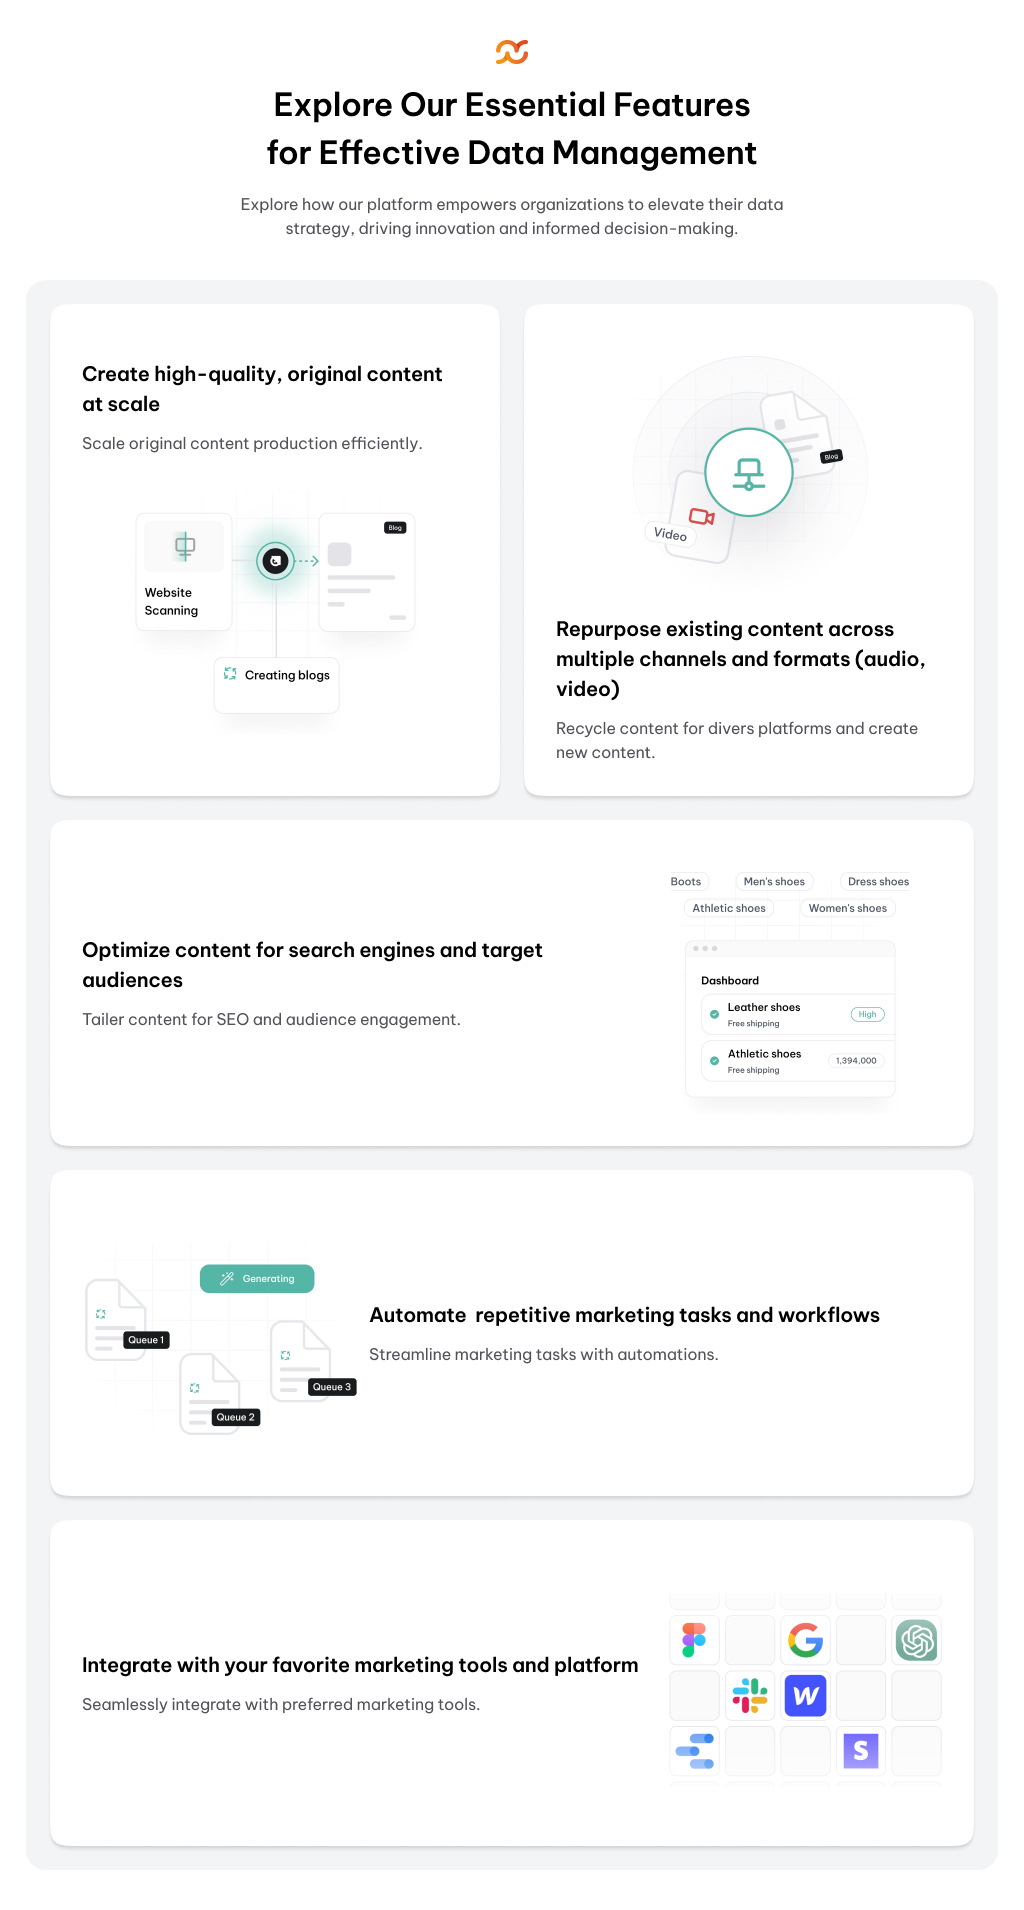 Explore Our Essential Features
for Effective Data Management
Explore how our platform empowers organizations to elevate their data
strategy, driving innovation and informed decision-making.
Create high-quality, original content
at scale
Scale original content production efficiently.
Website
Scanning
Blog
Creating blogs
Blog
Video
Repurpose existing content across
multiple channels and formats (audio,
video)
Recycle content for divers platforms and create
new content.
Optimize content for search engines and target
audiences
Tailer content for SEO and audience engagement.
Boots
Men's shoes
Dress shoes
Athletic shoes
Women's shoes
Dashboard
Leather shoes
Free shipping
High
Athletic shoes
Free shipping
1,394,000
Generating
Queue 1
Queue 2
Queue 3
Automate  repetitive marketing tasks and workflows
Streamline marketing tasks with automations.
Integrate with your favorite marketing tools and platform
Seamlessly integrate with preferred marketing tools.